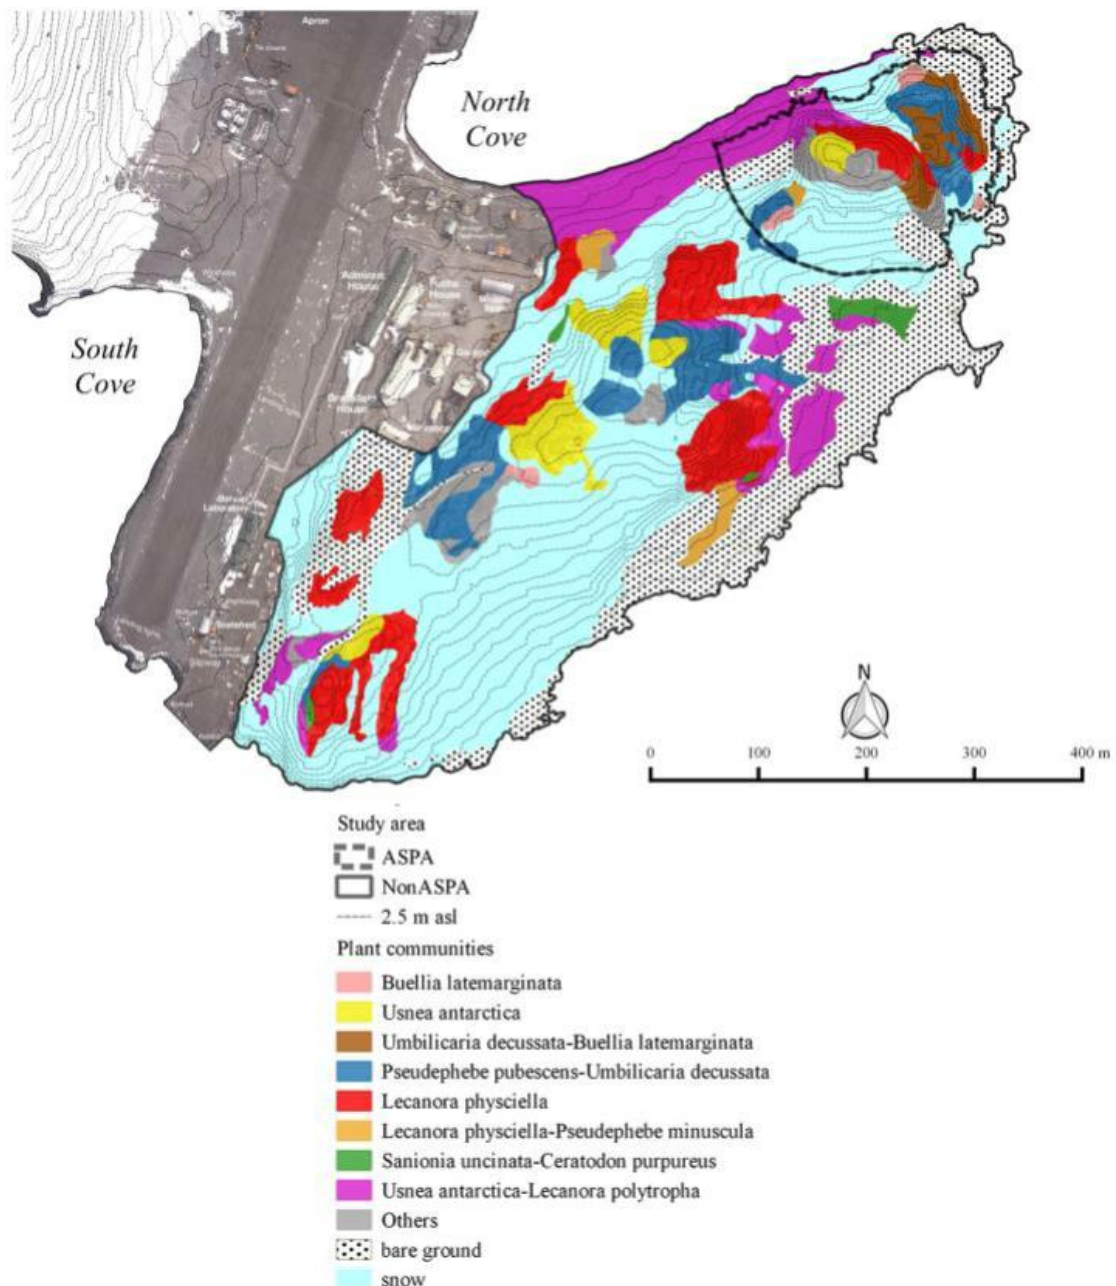 Apron
North
Cove
South
Cove
Admirals
House
Laboratory
N
0 100 200 300 400 m
Study area
ASPA
NonASPA
2.5 m asl
Plant communities
Buellia latemarginata
Usnea antarctica
Umbilicaria decussata-Buellia latemarginata
Pseudephebe pubescens-Umbilicaria decussata
Lecanora physciella
Lecanora physciella-Pseudephebe minuscula
Sanionia uncinata-Ceratodon purpureus
Usnea antarctica-Lecanora polytropha
Others
bare ground
snow